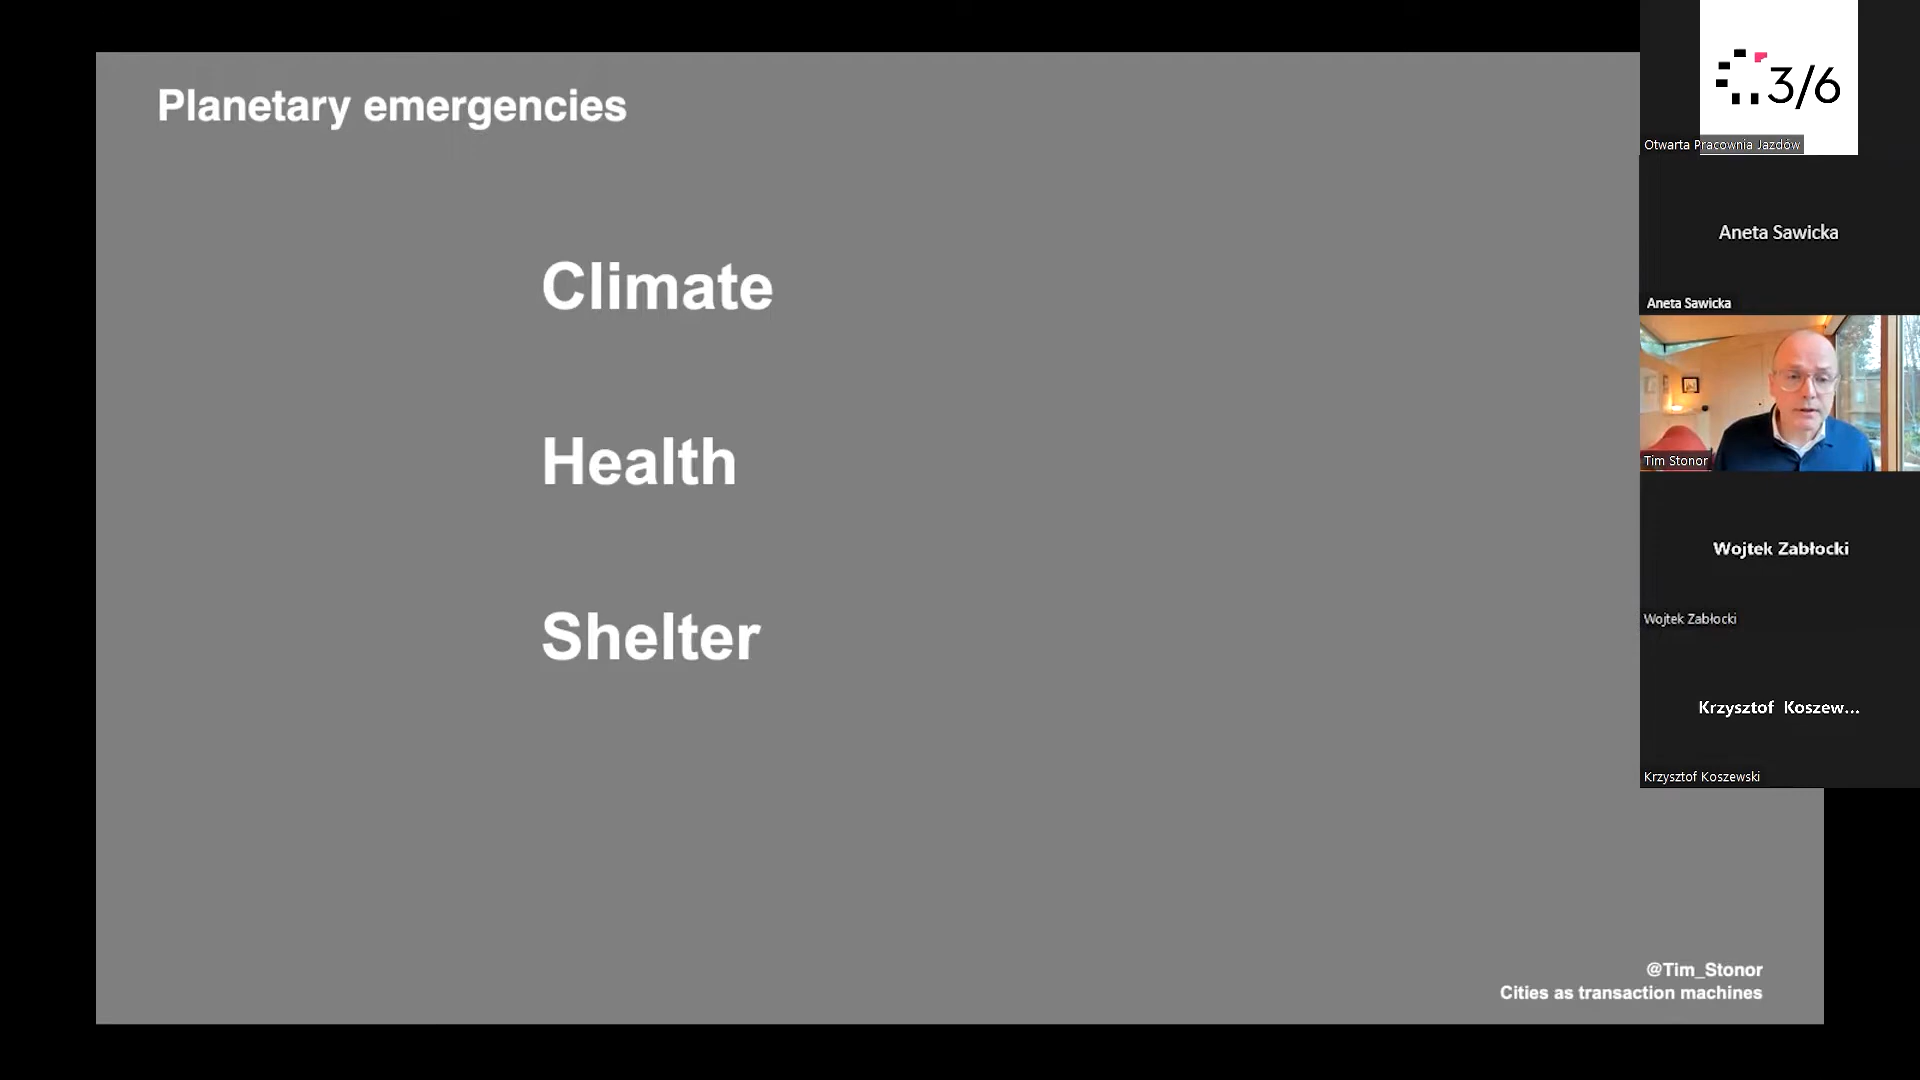 Planetary emergencies
Climate
Health
Shelter
@Tim_Stonor
Cities as transaction machines
3/6
Otwarta Pracownia Jazdów
Aneta Sawicka
Aneta Sawicka
Tim Stonor
Wojtek Zabłocki
Wojtek Zabłocki
Krzysztof Koszew...
Krzysztof Koszewski